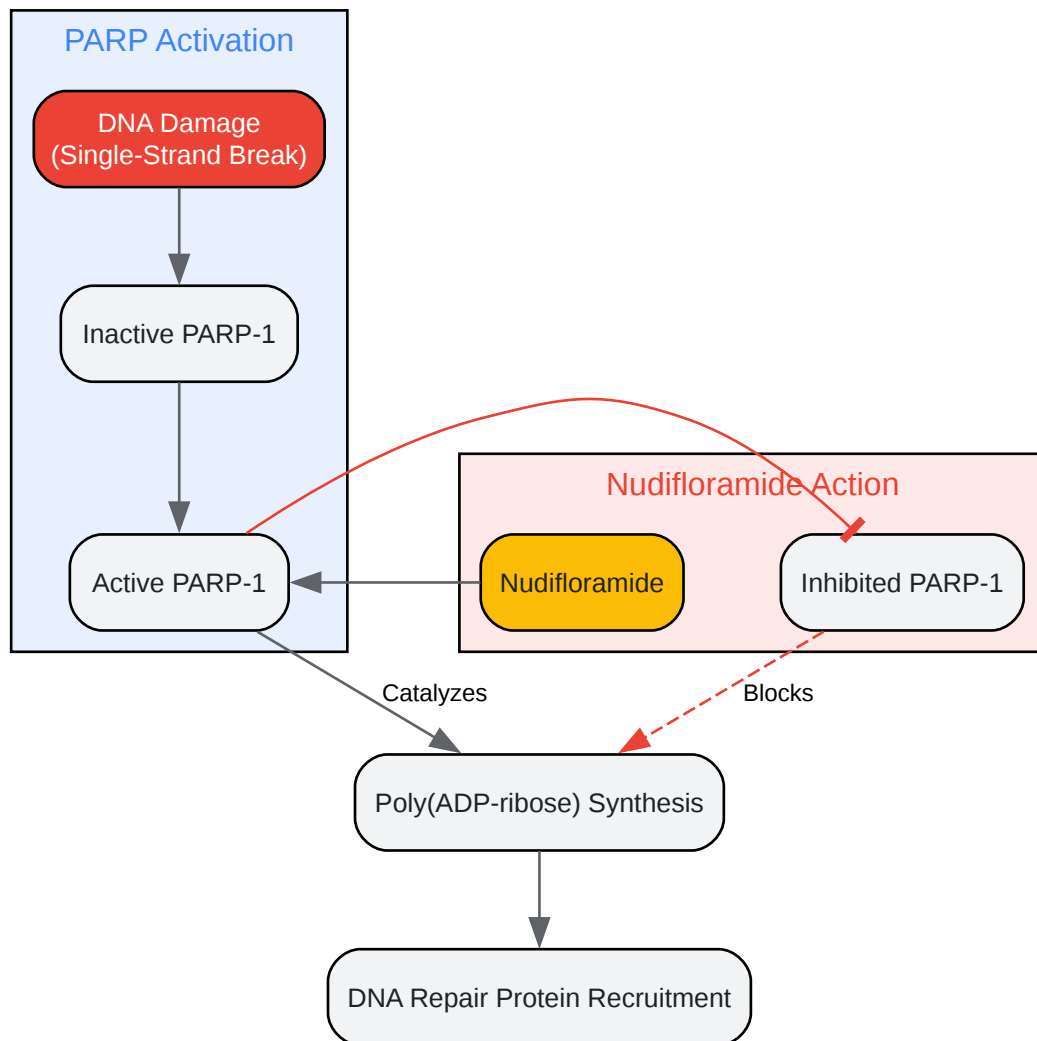 PARP Activation
DNA Damage
(Single-Strand Break)
Inactive PARP-1
Active PARP-1
Nudifloramide Action
Nudifloramide
Inhibited PARP-1
Catalyzes
Blocks
Poly(ADP-ribose) Synthesis
DNA Repair Protein Recruitment